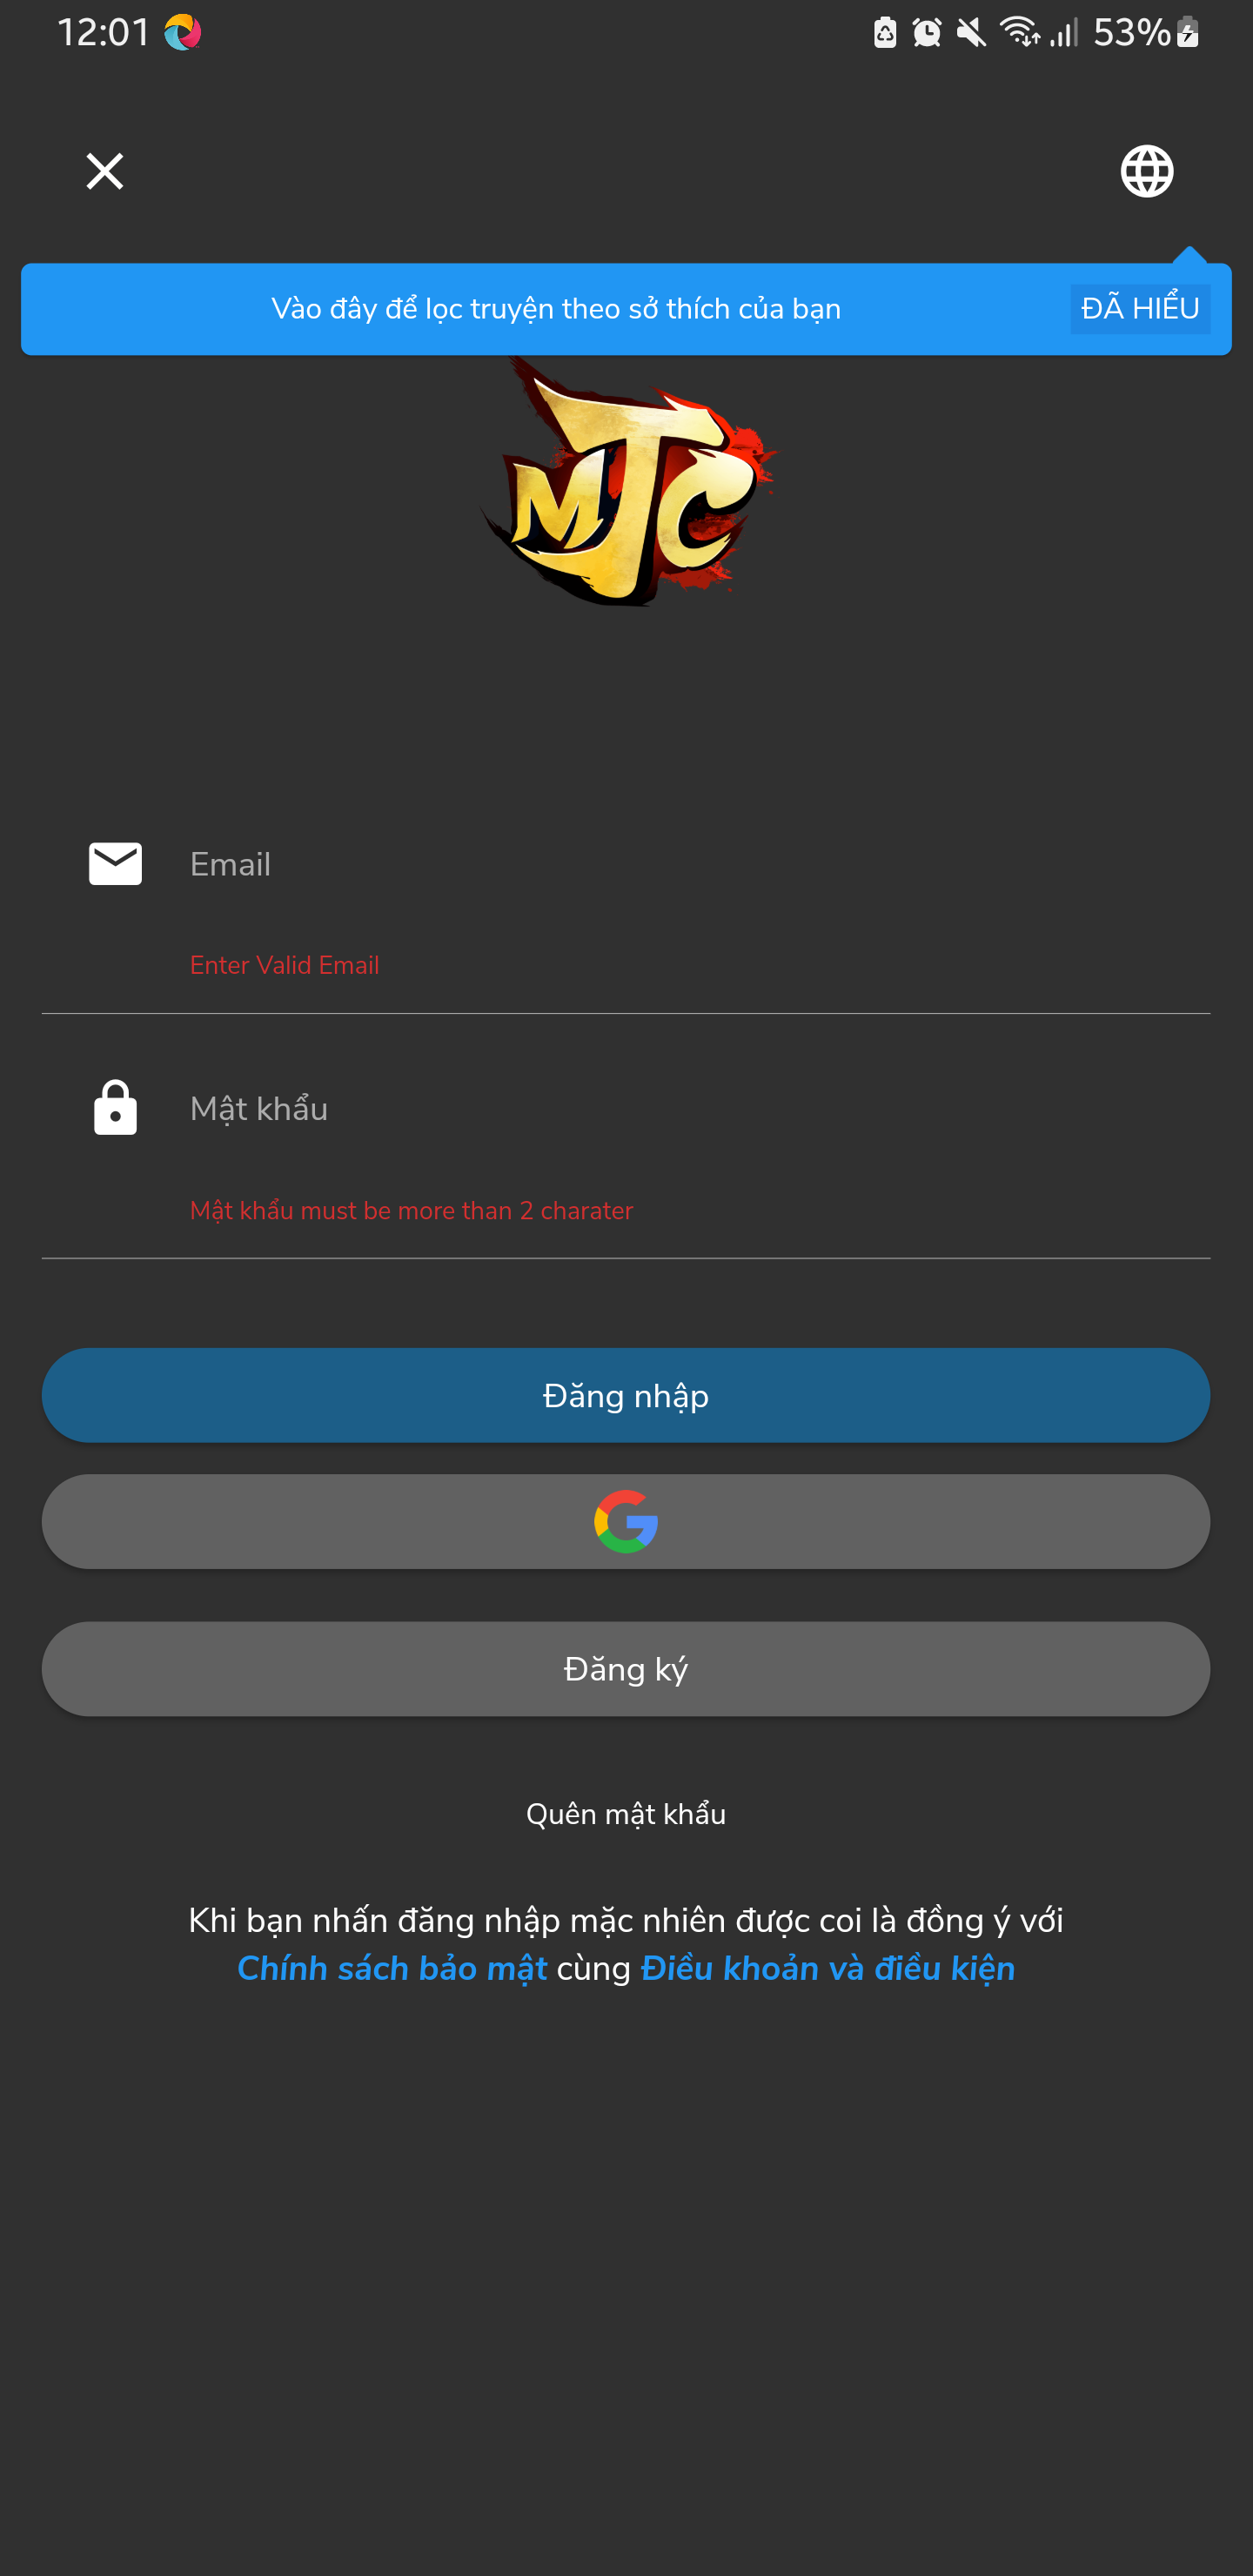 12:01
53%
Vào đây để lọc truyện theo sở thích của bạn
ĐÃ HIỂU
MTC
Email
Enter Valid Email
Mật khẩu
Mật khẩu must be more than 2 charater
Đăng nhập
Đăng ký
Quên mật khẩu
Khi bạn nhấn đăng nhập mặc nhiên được coi là đồng ý với
Chính sách bảo mật cùng Điều khoản và điều kiện